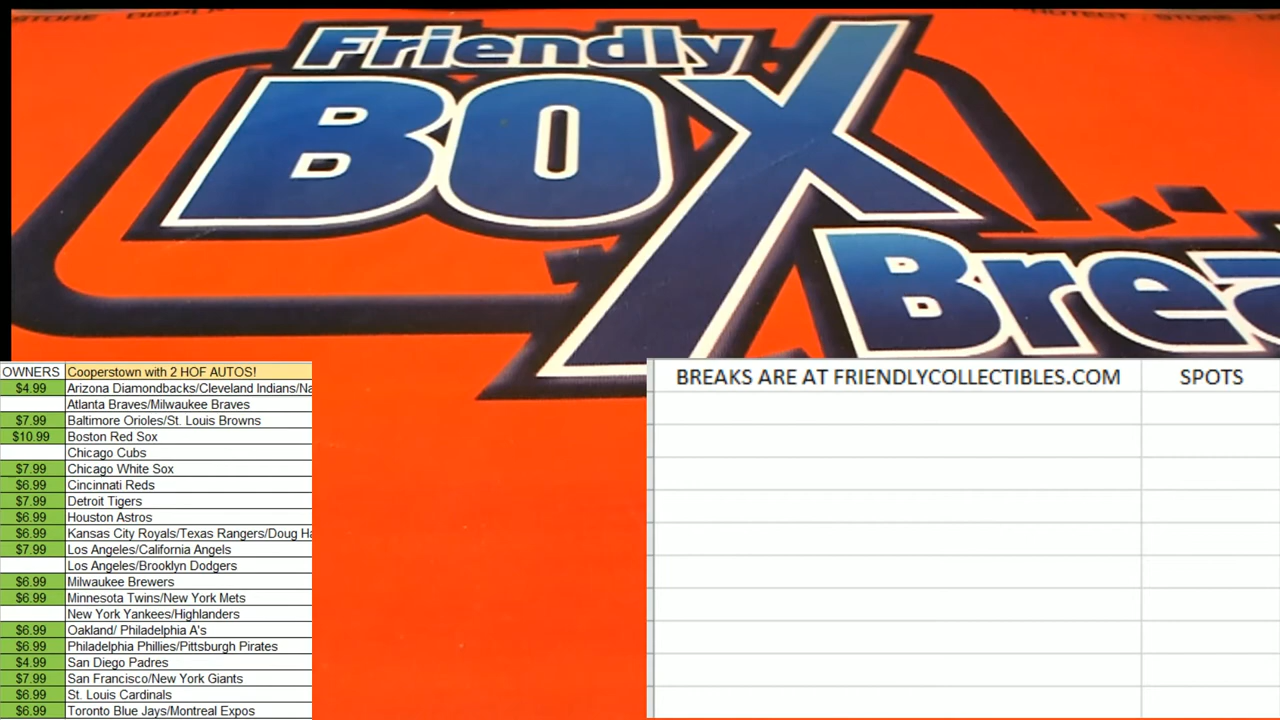 STORE
PROTECT . STORE
Friendly
BOX
Brea
OWNERS Cooperstown with 2 HOF AUTOS!
$4.99 Arizona Diamondbacks/Cleveland Indians/Na
Atlanta Braves/Milwaukee Braves
$7.99 Baltimore Orioles/St. Louis Browns
$10.99 Boston Red Sox
Chicago Cubs
$7.99 Chicago White Sox
$6.99 Cincinnati Reds
$7.99 Detroit Tigers
$6.99 Houston Astros
$6.99 Kansas City Royals/Texas Rangers/Doug Ha
$7.99 Los Angeles/California Angels
Los Angeles/Brooklyn Dodgers
$6.99 Milwaukee Brewers
$6.99 Minnesota Twins/New York Mets
New York Yankees/Highlanders
$6.99 Oakland/ Philadelphia A's
$6.99 Philadelphia Phillies/Pittsburgh Pirates
$4.99 San Diego Padres
$7.99 San Francisco/New York Giants
$6.99 St. Louis Cardinals
$6.99 Toronto Blue Jays/Montreal Expos
BREAKS ARE AT FRIENDLYCOLLECTIBLES.COM SPOTS